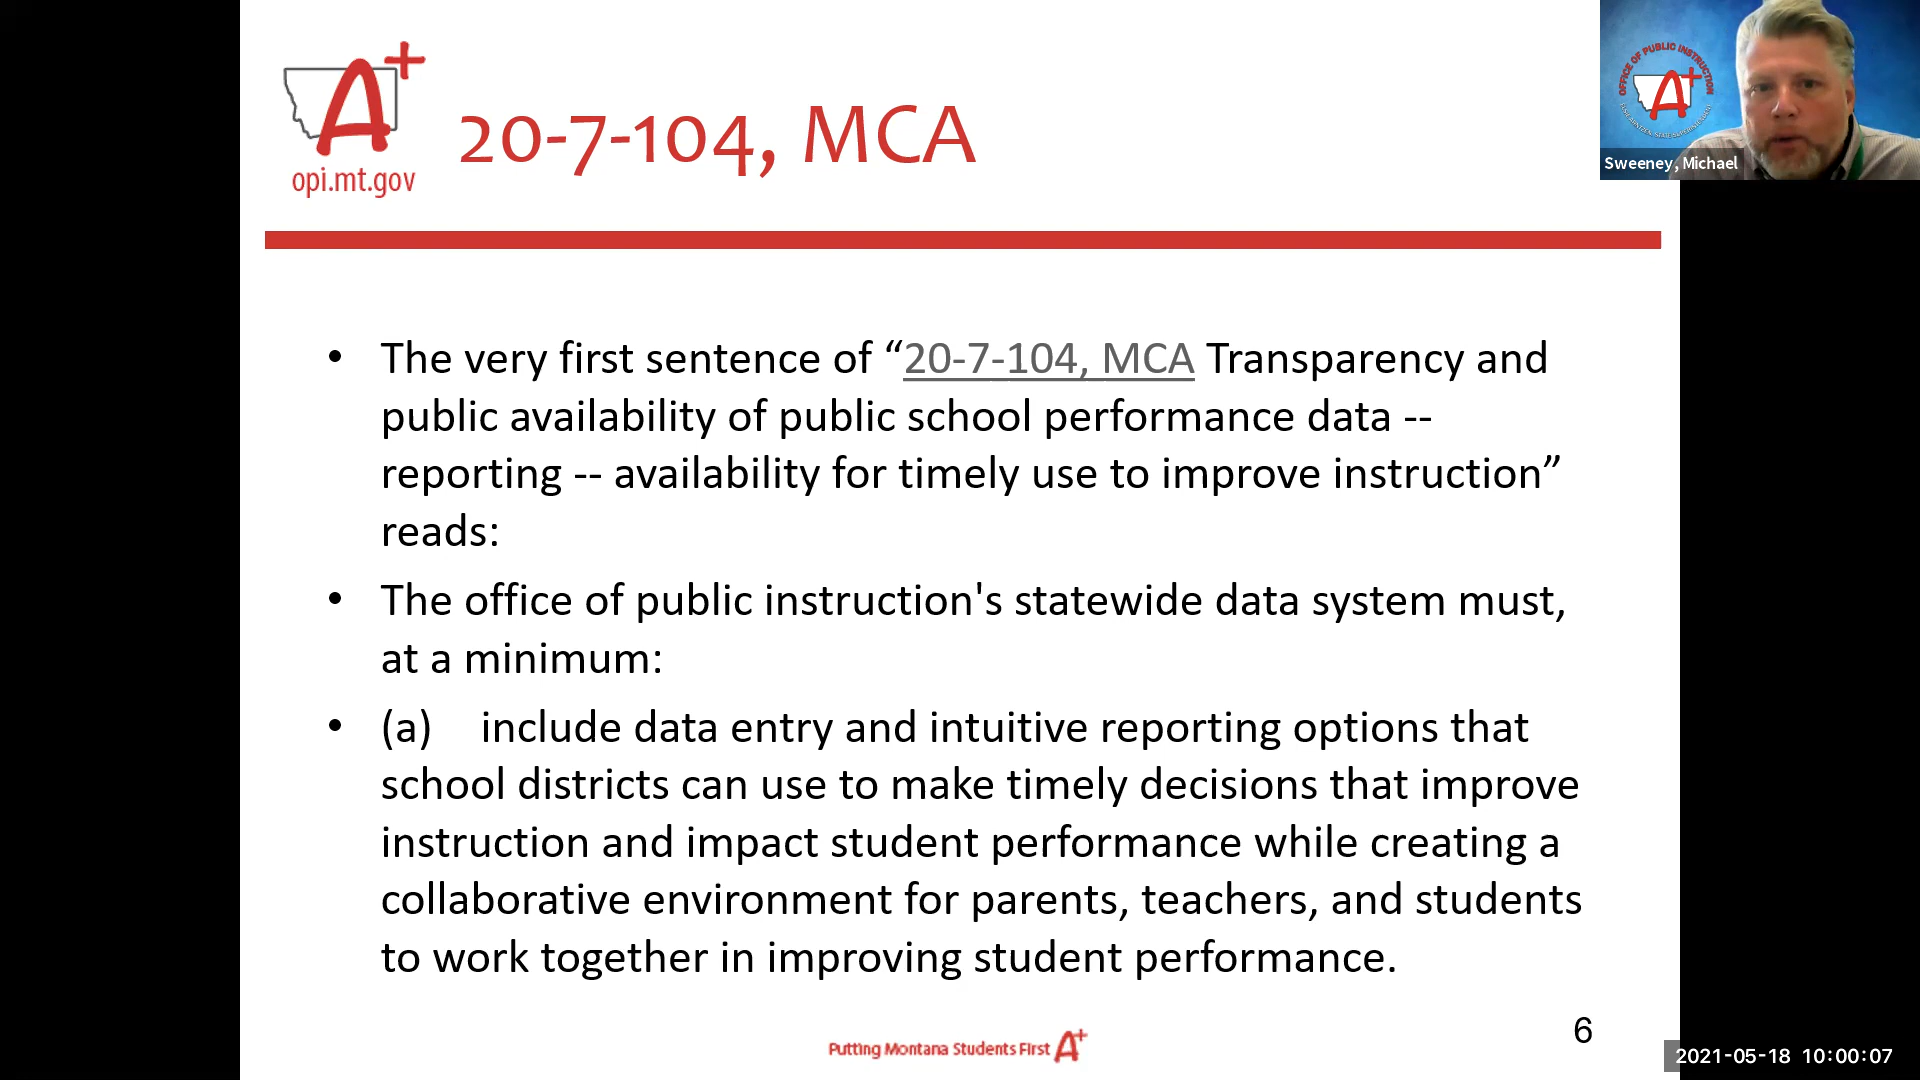 A+
opi.mt.gov
20-7-104, MCA
OFFICE OF PUBLIC INSTRUCTION
A+
Sweeney, Michael
• The very first sentence of “20-7-104, MCA Transparency and
public availability of public school performance data --
reporting -- availability for timely use to improve instruction”
reads:
• The office of public instruction's statewide data system must,
at a minimum:
• (a) include data entry and intuitive reporting options that
school districts can use to make timely decisions that improve
instruction and impact student performance while creating a
collaborative environment for parents, teachers, and students
to work together in improving student performance.
Putting Montana Students First A+
6
2021-05-18 10:00:07